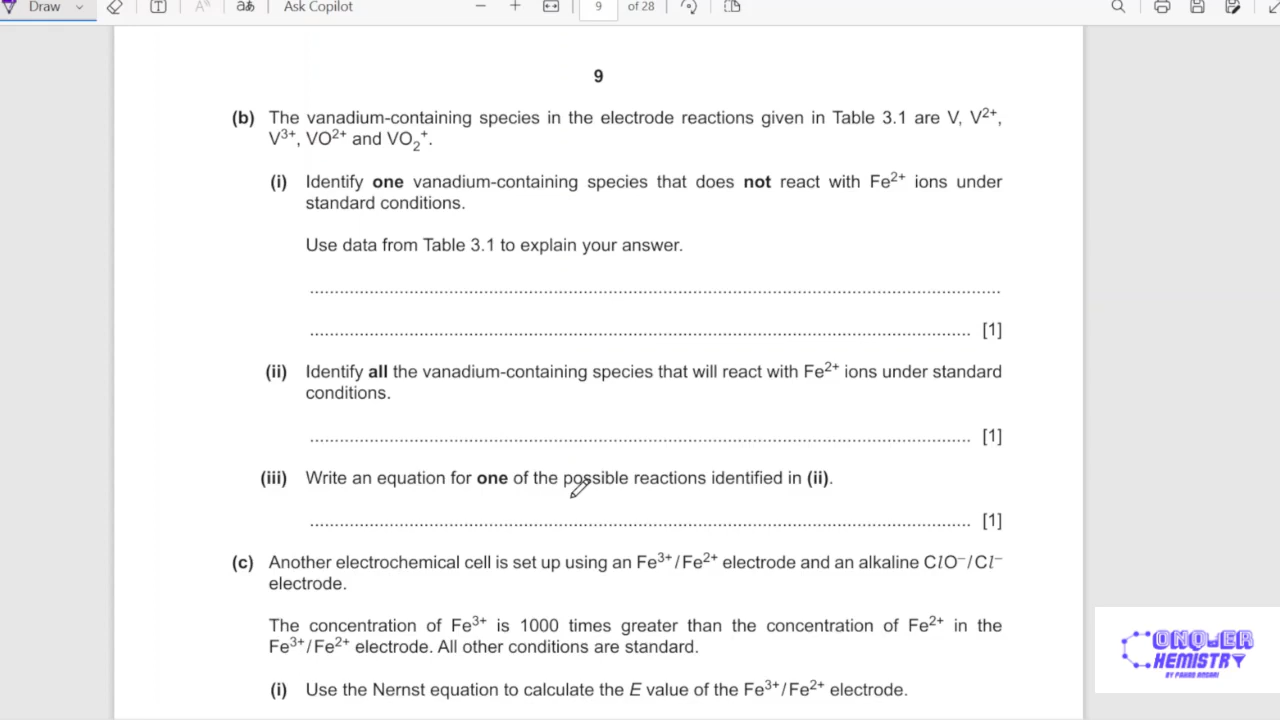 Draw
Ask Copilot
9 of 28
9
(b) The vanadium-containing species in the electrode reactions given in Table 3.1 are V, V²⁺,
V³⁺, VO²⁺ and VO₂⁺.
(i) Identify one vanadium-containing species that does not react with Fe²⁺ ions under
standard conditions.
Use data from Table 3.1 to explain your answer.
..........................................................................................................................................
.................................................................................................................................... [1]
(ii) Identify all the vanadium-containing species that will react with Fe²⁺ ions under standard
conditions.
.................................................................................................................................... [1]
(iii) Write an equation for one of the possible reactions identified in (ii).
.................................................................................................................................... [1]
(c) Another electrochemical cell is set up using an Fe³⁺/Fe²⁺ electrode and an alkaline ClO⁻/Cl⁻
electrode.
The concentration of Fe³⁺ is 1000 times greater than the concentration of Fe²⁺ in the
Fe³⁺/Fe²⁺ electrode. All other conditions are standard.
(i) Use the Nernst equation to calculate the E value of the Fe³⁺/Fe²⁺ electrode.
ONQUER
HEMISTRY
BY FAHAD ANSARI